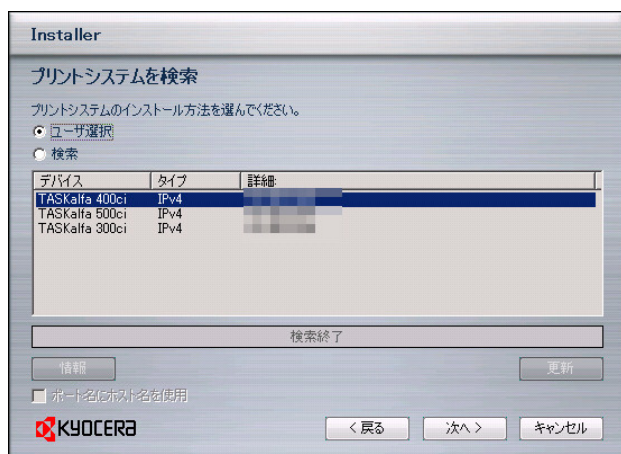 Installer
プリントシステムを検索
プリントシステムのインストール方法を選んでください。
ユーザ選択
検索
デバイス タイプ 詳細:
TASKalfa 400ci IPv4
TASKalfa 500ci IPv4
TASKalfa 300ci IPv4
検索終了
情報 更新
ポート名にホスト名を使用
KYOCERA < 戻る 次へ > キャンセル